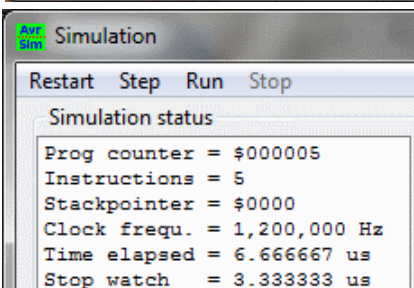 Avr
Sim
Simulation
Restart Step Run Stop
Simulation status
Prog counter = $000005
Instructions = 5
Stackpointer = $0000
Clock frequ. = 1,200,000 Hz
Time elapsed = 6.666667 us
Stop watch = 3.333333 us